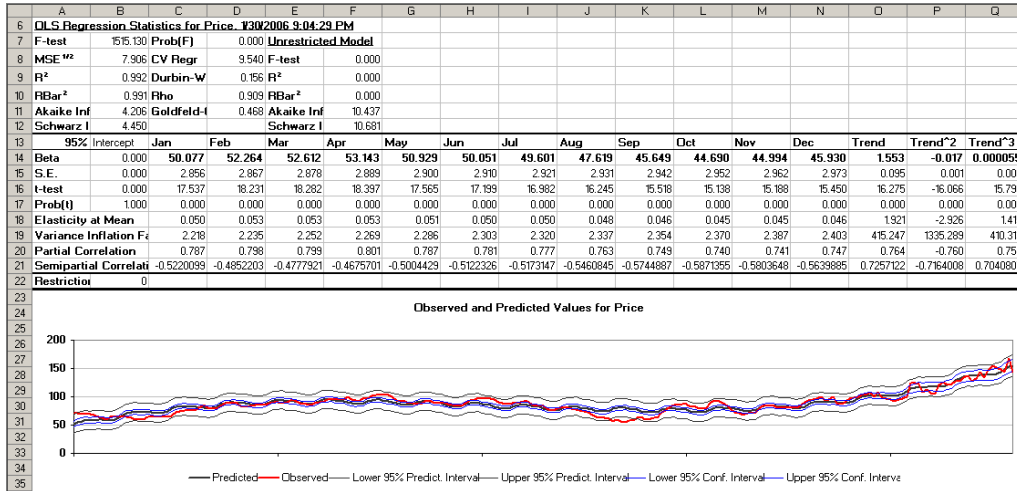 A B C D E F G H I J K L M N O P Q
6 OLS Regression Statistics for Price, 1/30/2006 9:04:29 PM
7 F-test 1515.130 Prob(F) 0.000 Unrestricted Model
8 MSE 1/2 7.906 CV Regr 9.540 F-test 0.000
9 R² 0.992 Durbin-W 0.156 R² 0.000
10 RBar² 0.991 Rho 0.909 RBar² 0.000
11 Akaike Inf 4.206 Goldfeld- 0.468 Akaike Inf 10.437
12 Schwarz I 4.450 Schwarz I 10.681
13 95% Intercept Jan Feb Mar Apr May Jun Jul Aug Sep Oct Nov Dec Trend Trend^2 Trend^3
14 Beta 0.000 50.077 52.264 52.612 53.143 50.929 50.051 49.601 47.619 45.649 44.690 44.994 45.930 1.553 -0.017 0.000055
15 S.E. 0.000 2.856 2.867 2.878 2.889 2.900 2.910 2.921 2.931 2.942 2.952 2.962 2.973 0.095 0.001 0.00
16 t-test 0.000 17.537 18.231 18.282 18.397 17.565 17.199 16.982 16.245 15.518 15.138 15.188 15.450 16.275 -16.066 15.79
17 Prob(t) 1.000 0.000 0.000 0.000 0.000 0.000 0.000 0.000 0.000 0.000 0.000 0.000 0.000 0.000 0.000 0.00
18 Elasticity at Mean 0.050 0.053 0.053 0.053 0.051 0.050 0.050 0.048 0.046 0.045 0.045 0.046 1.921 -2.926 1.41
19 Variance Inflation Fa 2.218 2.235 2.252 2.269 2.286 2.303 2.320 2.337 2.354 2.370 2.387 2.403 415.247 1335.289 410.31
20 Partial Correlation 0.787 0.798 0.799 0.801 0.787 0.781 0.777 0.763 0.749 0.740 0.741 0.747 0.764 -0.760 0.75
21 Semipartial Correlati -0.5220099 -0.4852203 -0.4777921 -0.4675701 -0.5004429 -0.5122326 -0.5173147 -0.5460845 -0.5744887 -0.5871355 -0.5803648 -0.5639885 0.7257122 -0.7164008 0.704080
22 Restriction 0
23
24 Observed and Predicted Values for Price
25
26 200
27
28 150
29
30 100
31 50
32
33 0
34
35 Predicted Observed Lower 95% Predict. Interval Upper 95% Predict. Interval Lower 95% Conf. Interval Upper 95% Conf. Interva